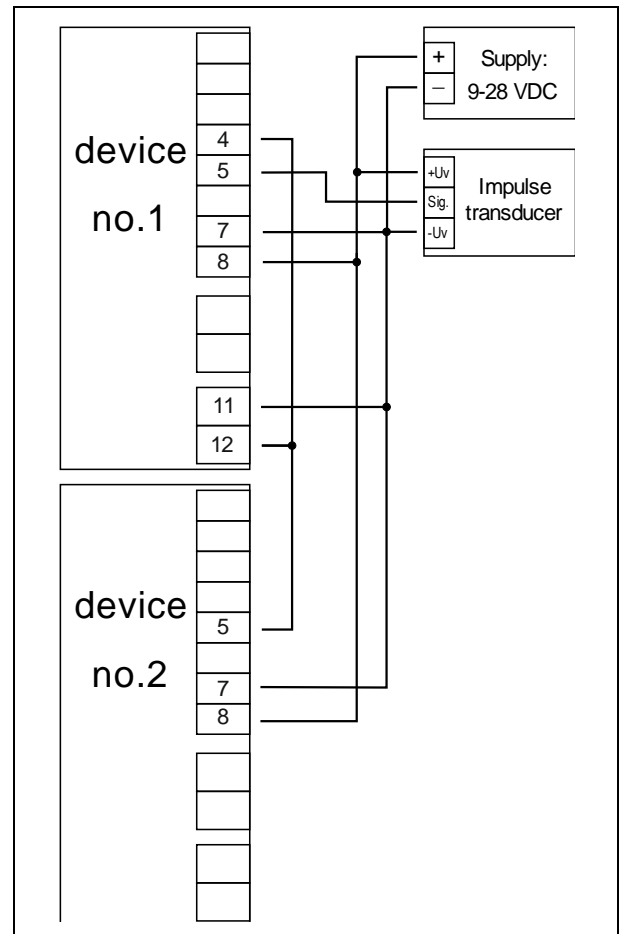 device
no.1
4
5
7
8
11
12
device
no.2
5
7
8
+
−
Supply:
9-28 VDC
+Uv
Sig.
-Uv
Impulse
transducer